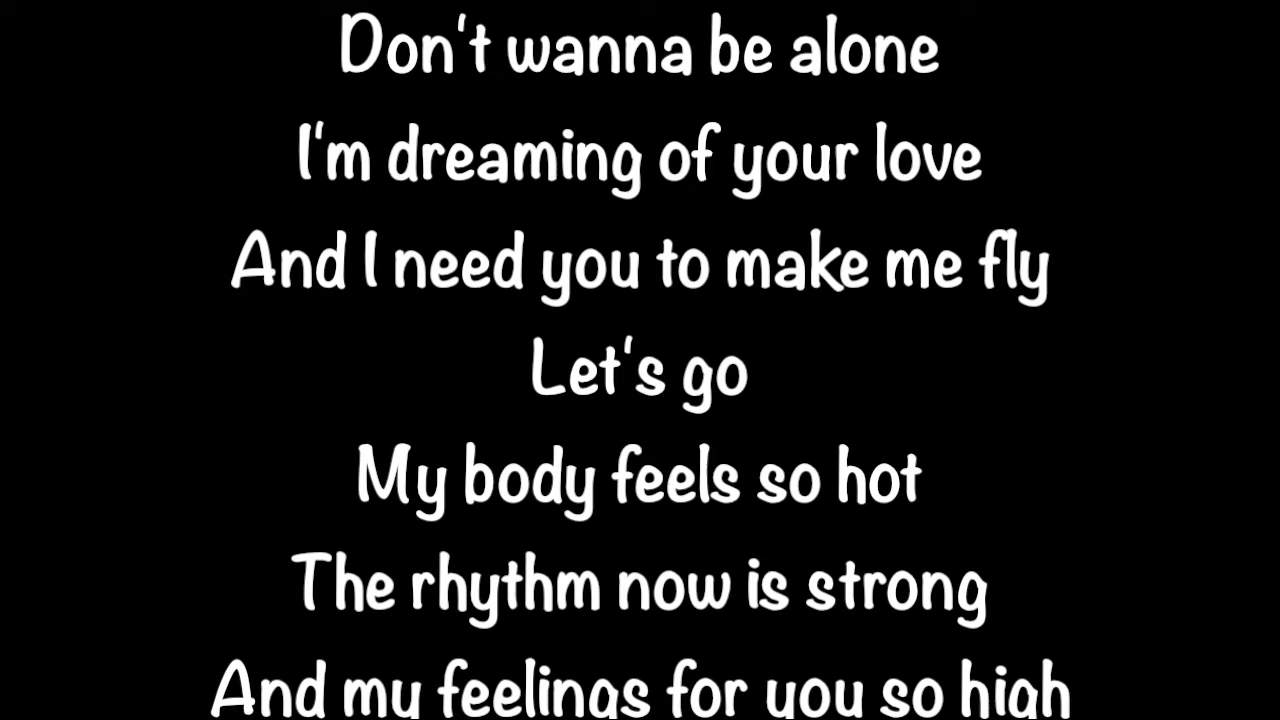 Don't wanna be alone
I'm dreaming of your love
And I need you to make me fly
Let's go
My body feels so hot
The rhythm now is strong
And my feelings for you so high